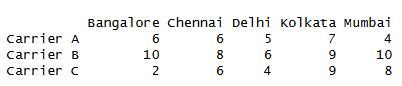 Bangalore Chennai Delhi Kolkata Mumbai
Carrier A 6 6 5 7 4
Carrier B 10 8 6 9 10
Carrier C 2 6 4 9 8